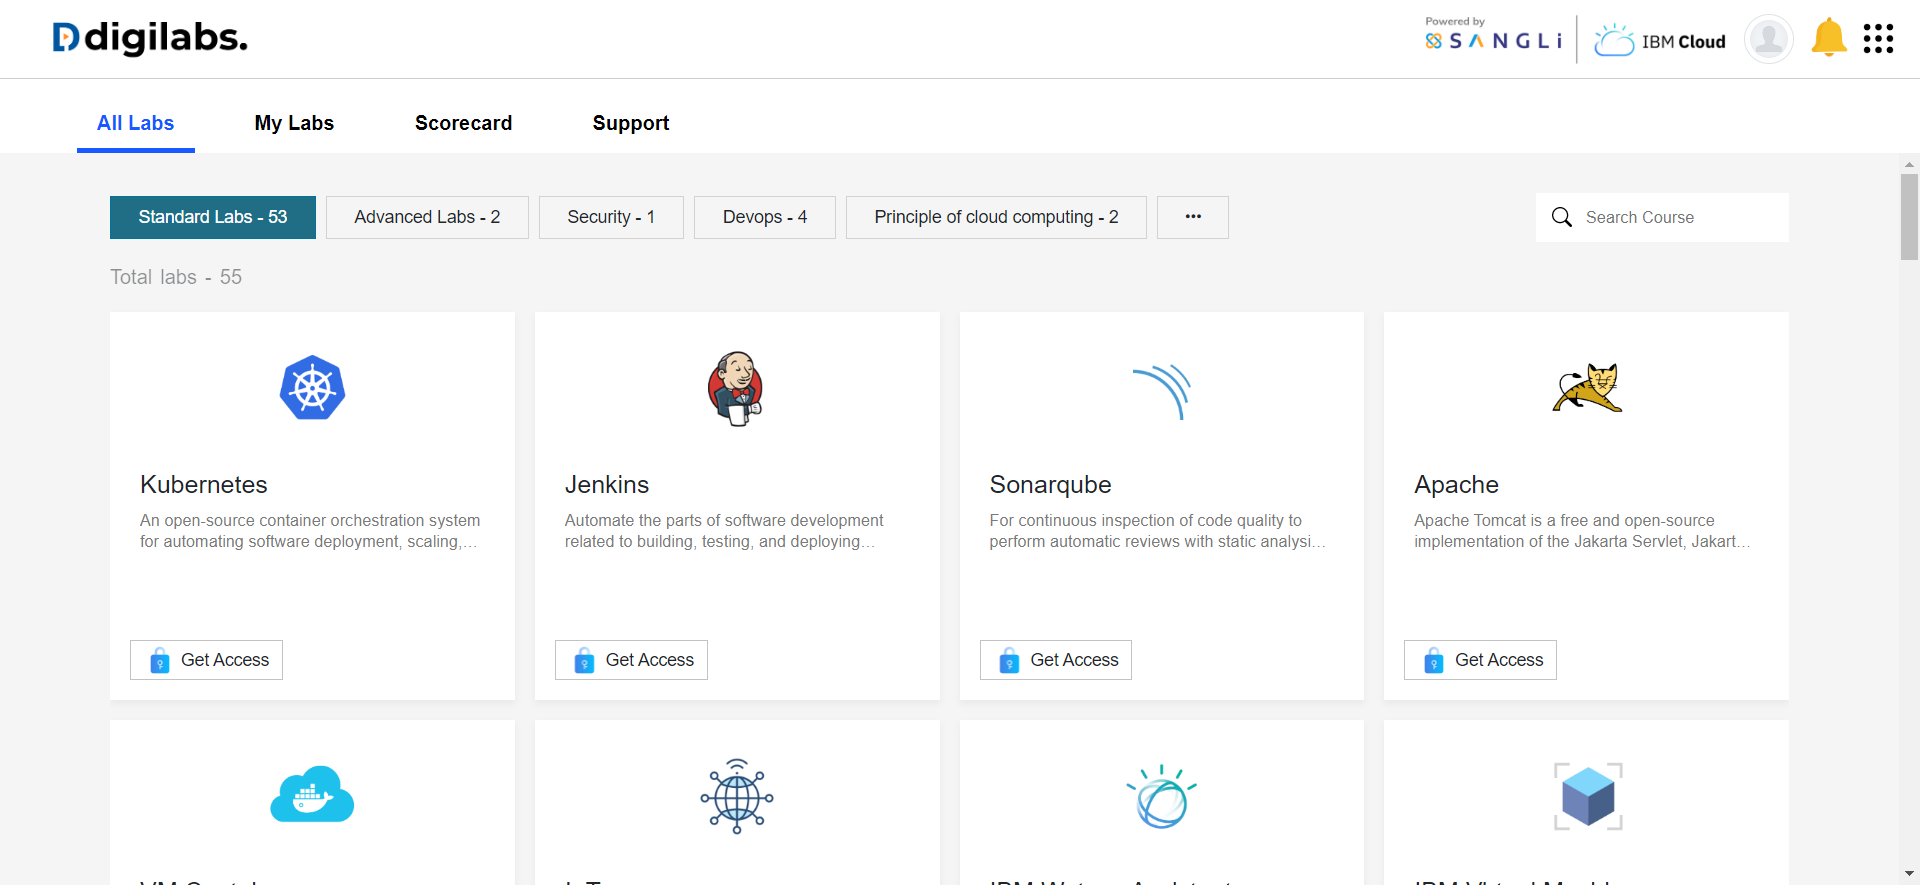 digilabs.
Powered by
SANGLi
IBM Cloud
All Labs
My Labs
Scorecard
Support
Standard Labs - 53
Advanced Labs - 2
Security - 1
Devops - 4
Principle of cloud computing - 2
•••
Search Course
Total labs - 55
Kubernetes
An open-source container orchestration system
for automating software deployment, scaling,...
Get Access
Jenkins
Automate the parts of software development
related to building, testing, and deploying...
Get Access
Sonarqube
For continuous inspection of code quality to
perform automatic reviews with static analysi...
Get Access
Apache
Apache Tomcat is a free and open-source
implementation of the Jakarta Servlet, Jakart...
Get Access